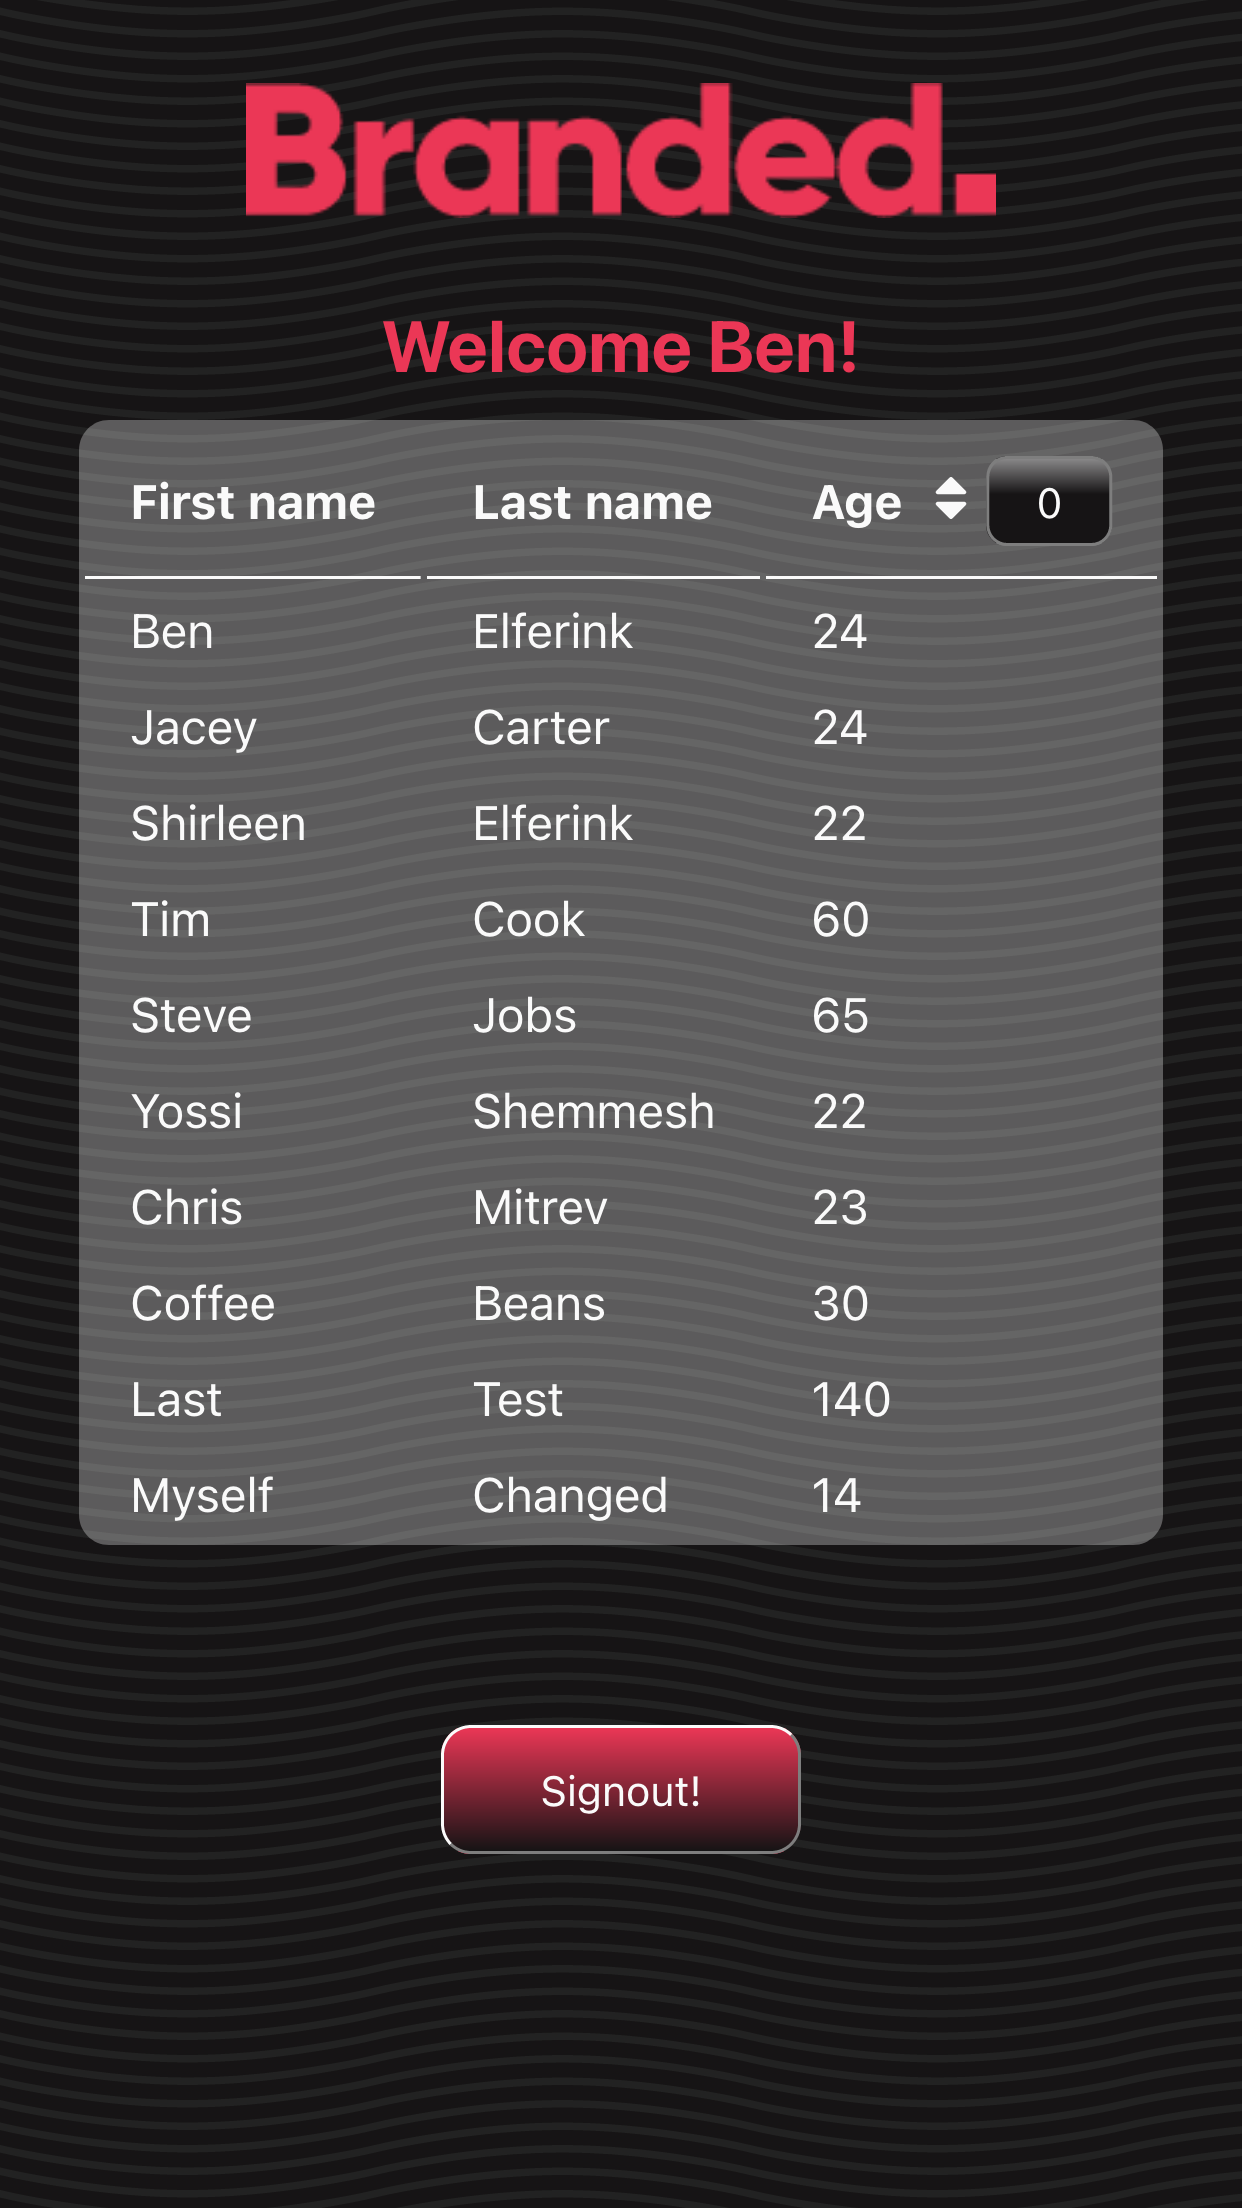 Branded.
Welcome Ben!
First name Last name Age 0
Ben Elferink 24
Jacey Carter 24
Shirleen Elferink 22
Tim Cook 60
Steve Jobs 65
Yossi Shemmesh 22
Chris Mitrev 23
Coffee Beans 30
Last Test 140
Myself Changed 14
Signout!